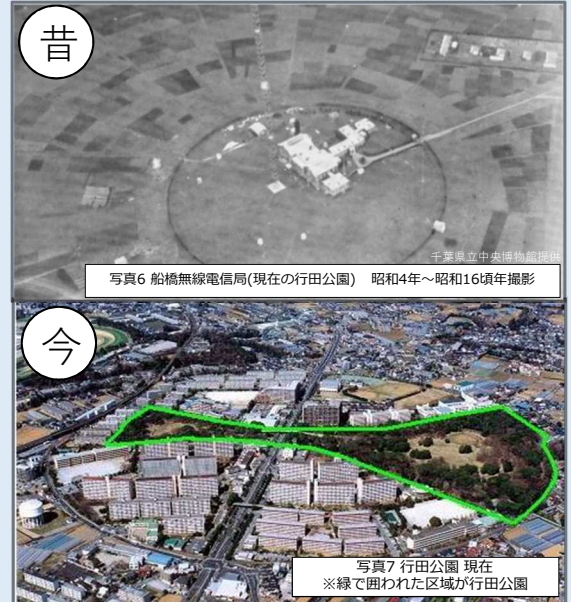 昔
千葉県立中央博物館提供
写真6 船橋無線電信局(現在の行田公園)　昭和4年～昭和16頃年撮影
今
写真7 行田公園 現在
※緑で囲われた区域が行田公園